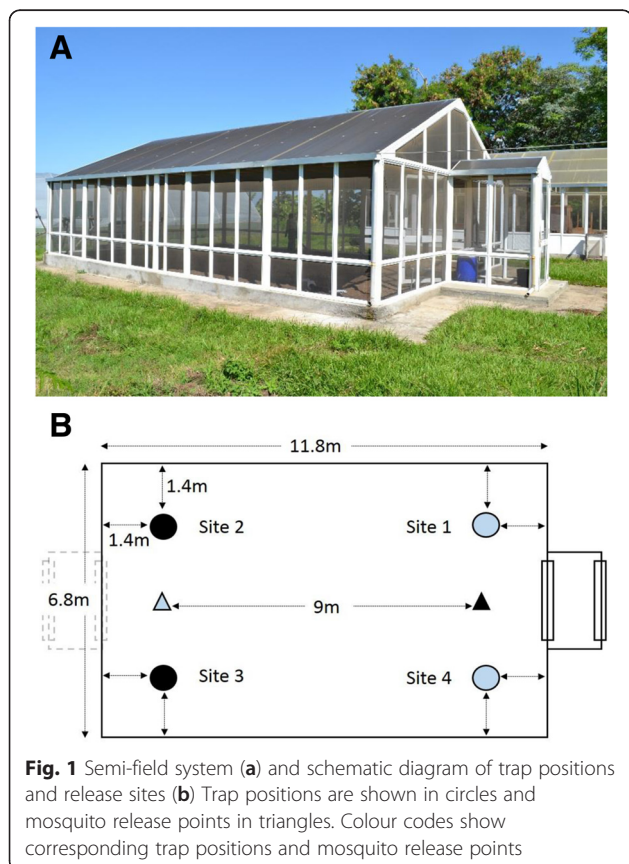 A
B
11.8m
1.4m
Site 2
Site 1
1.4m
6.8m
9m
Site 3
Site 4
Fig. 1 Semi-field system (a) and schematic diagram of trap positions
and release sites (b) Trap positions are shown in circles and
mosquito release points in triangles. Colour codes show
corresponding trap positions and mosquito release points